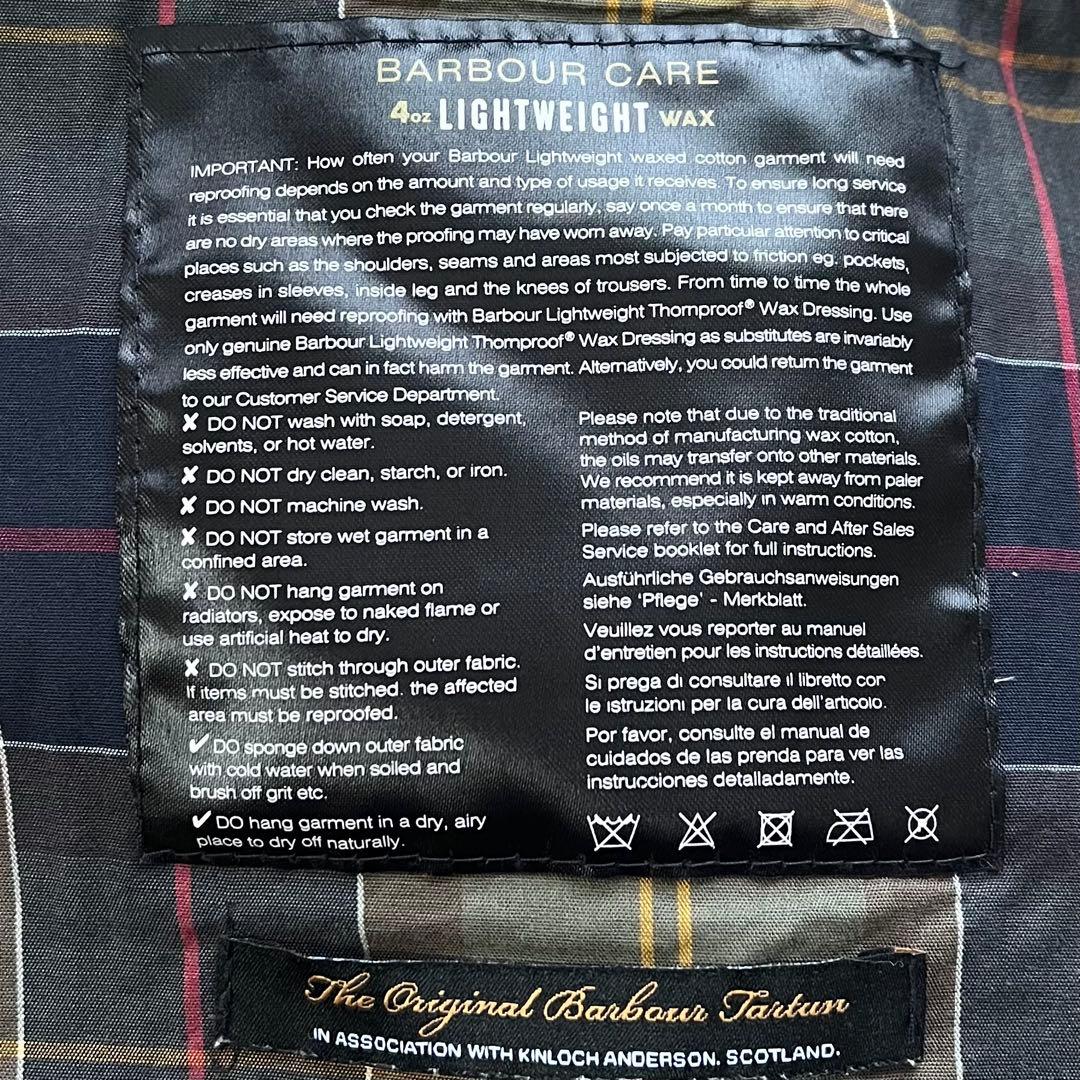 BARBOUR CARE
4oz LIGHTWEIGHT WAX
IMPORTANT: How often your Barbour Lightweight waxed cotton garment will need
reproofing depends on the amount and type of usage it receives. To ensure long service
it is essential that you check the garment regularly, say once a month to ensure that there
are no dry areas where the proofing may have worn away. Pay particular attention to critical
places such as the shoulders, seams and areas most subjected to friction eg. pockets,
creases in sleeves, inside leg and the knees of trousers. From time to time the whole
garment will need reproofing with Barbour Lightweight Thornproof® Wax Dressing. Use
only genuine Barbour Lightweight Thornproof® Wax Dressing as substitutes are invariably
less effective and can in fact harm the garment. Alternatively, you could return the garment
to our Customer Service Department.
✘ DO NOT wash with soap, detergent,
solvents, or hot water.
✘ DO NOT dry clean, starch, or iron.
✘ DO NOT machine wash.
✘ DO NOT store wet garment in a
confined area.
✘ DO NOT hang garment on
radiators, expose to naked flame or
use artificial heat to dry.
✘ DO NOT stitch through outer fabric.
If items must be stitched. the affected
area must be reproofed.
✔ DO sponge down outer fabric
with cold water when soiled and
brush off grit etc.
✔ DO hang garment in a dry, airy
place to dry off naturally.
Please note that due to the traditional
method of manufacturing wax cotton,
the oils may transfer onto other materials.
We recommend it is kept away from paler
materials, especially in warm conditions.
Please refer to the Care and After Sales
Service booklet for full instructions.
Ausführliche Gebrauchsanweisungen
siehe 'Pflege' - Merkblatt.
Veuillez vous reporter au manuel
d'entretien pour les instructions détaillées.
Si prega di consultare il libretto con
le istruzioni per la cura dell'articolo.
Por favor, consulte el manual de
cuidados de las prenda para ver las
instrucciones detalladamente.
The Original Barbour Tartan
IN ASSOCIATION WITH KINLOCH ANDERSON. SCOTLAND.